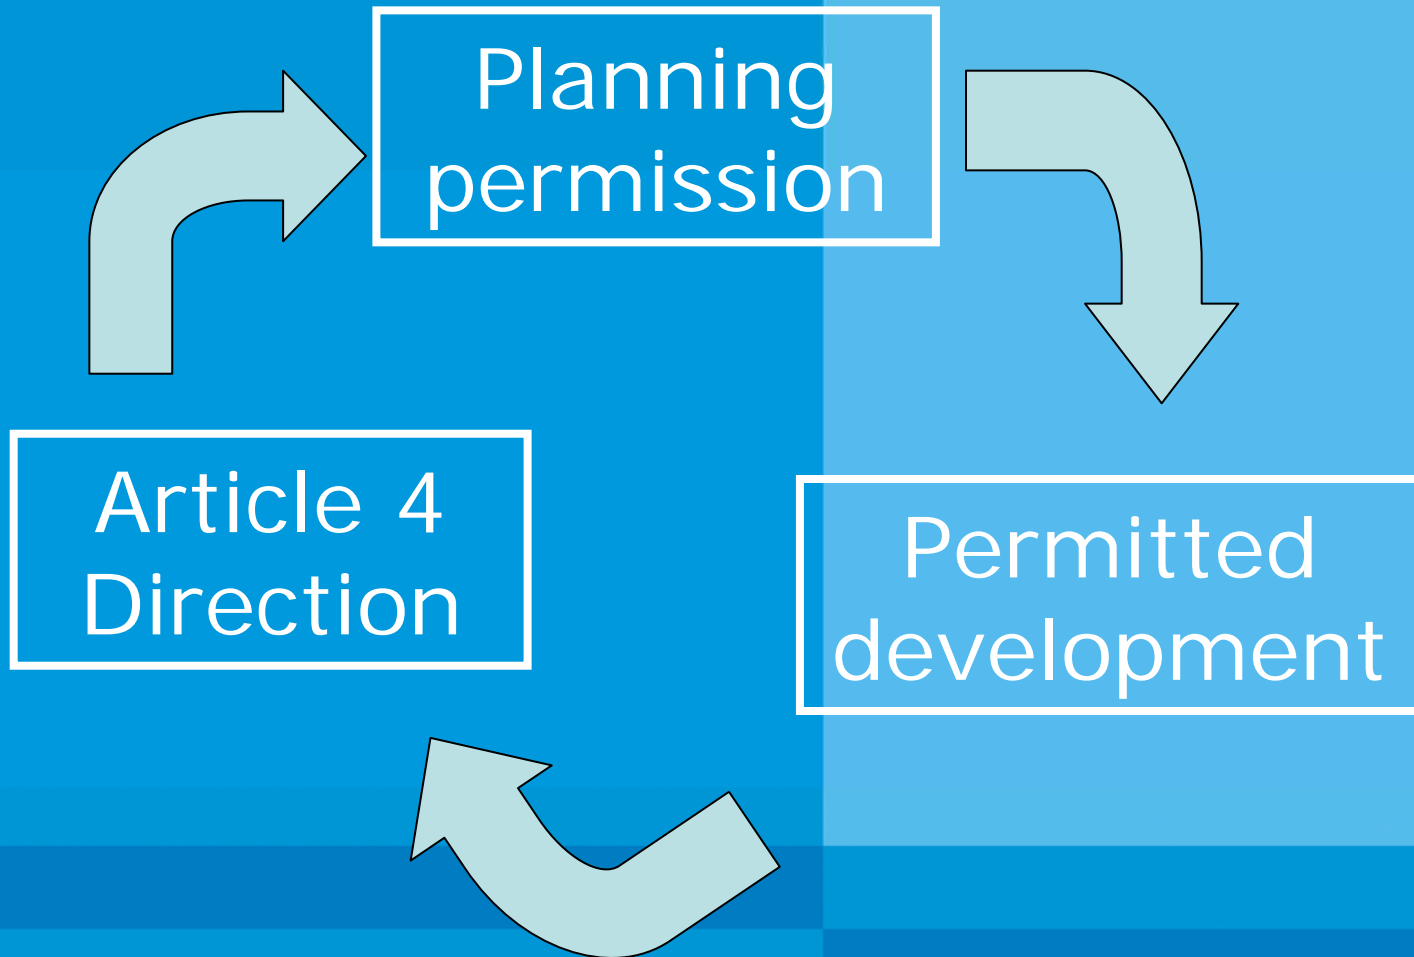 Planning
permission
Article 4
Direction
Permitted
development